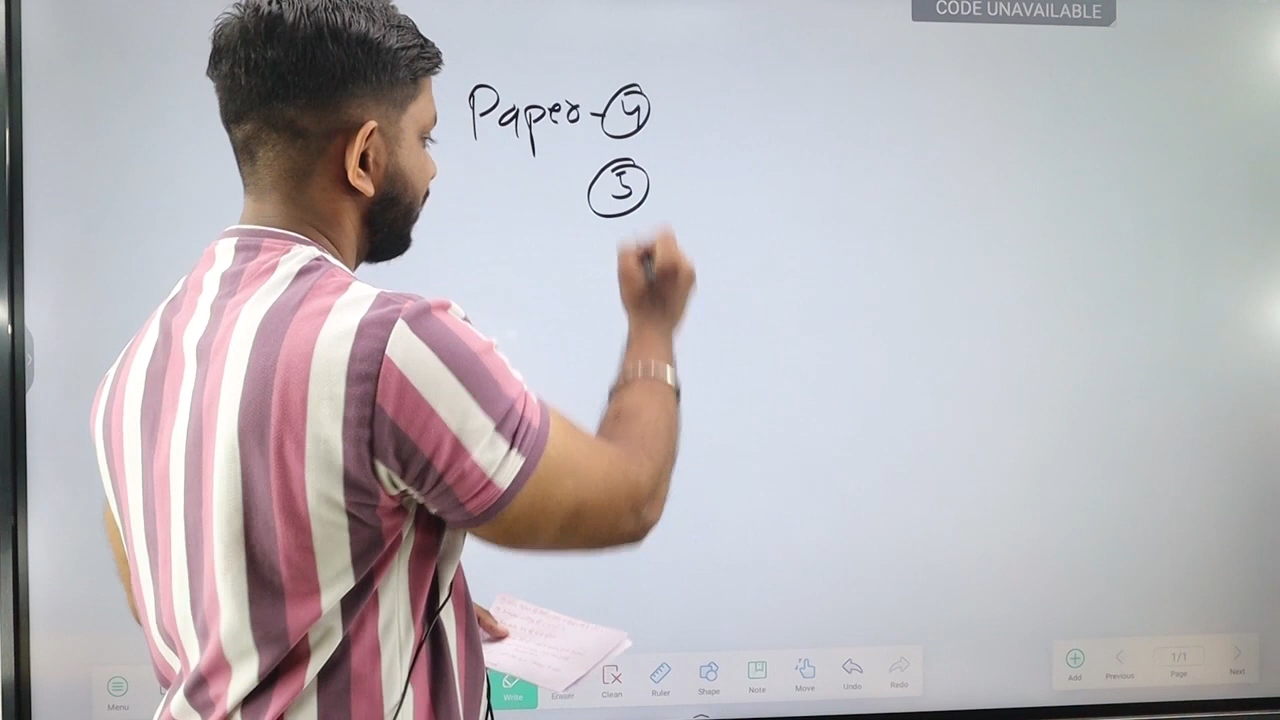 CODE UNAVAILABLE
Paper - 4
5
Menu
Write
Eraser
Clean
Ruler
Shape
Note
Move
Undo
Redo
Add
Previous
1/1
Page
Next